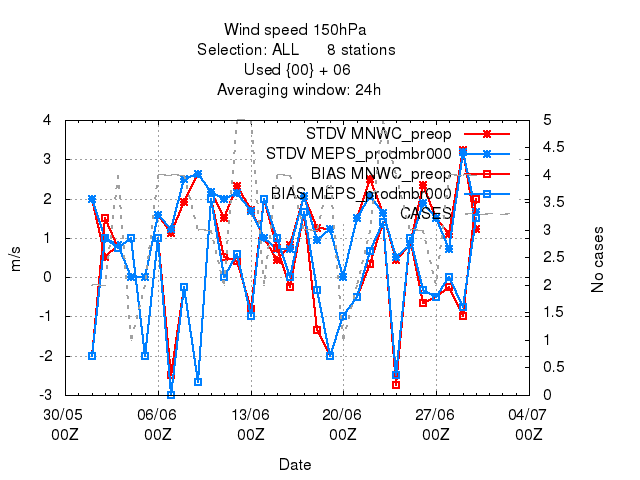 Wind speed 150hPa
Selection: ALL 8 stations
Used {00} + 06
Averaging window: 24h
STDV MNWC_preop
STDV MEPS_prodmbr000
BIAS MNWC_preop
BIAS MEPS_prodmbr000
CASES
m/s
4
3
2
1
0
-1
-2
-3
No cases
5
4.5
4
3.5
3
2.5
2
1.5
1
0.5
0
30/05 06/06 13/06 20/06 27/06 04/07
00Z 00Z 00Z 00Z 00Z 00Z
Date